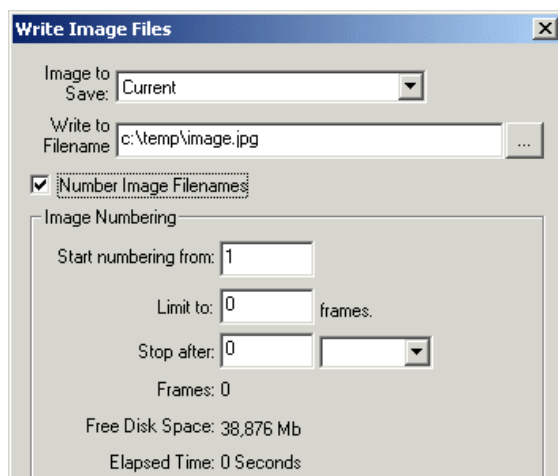 Write Image Files
Image to
Save: Current
Write to
Filename c:\temp\image.jpg ...
Number Image Filenames
Image Numbering
Start numbering from: 1
Limit to: 0 frames.
Stop after: 0
Frames: 0
Free Disk Space: 38,876 Mb
Elapsed Time: 0 Seconds